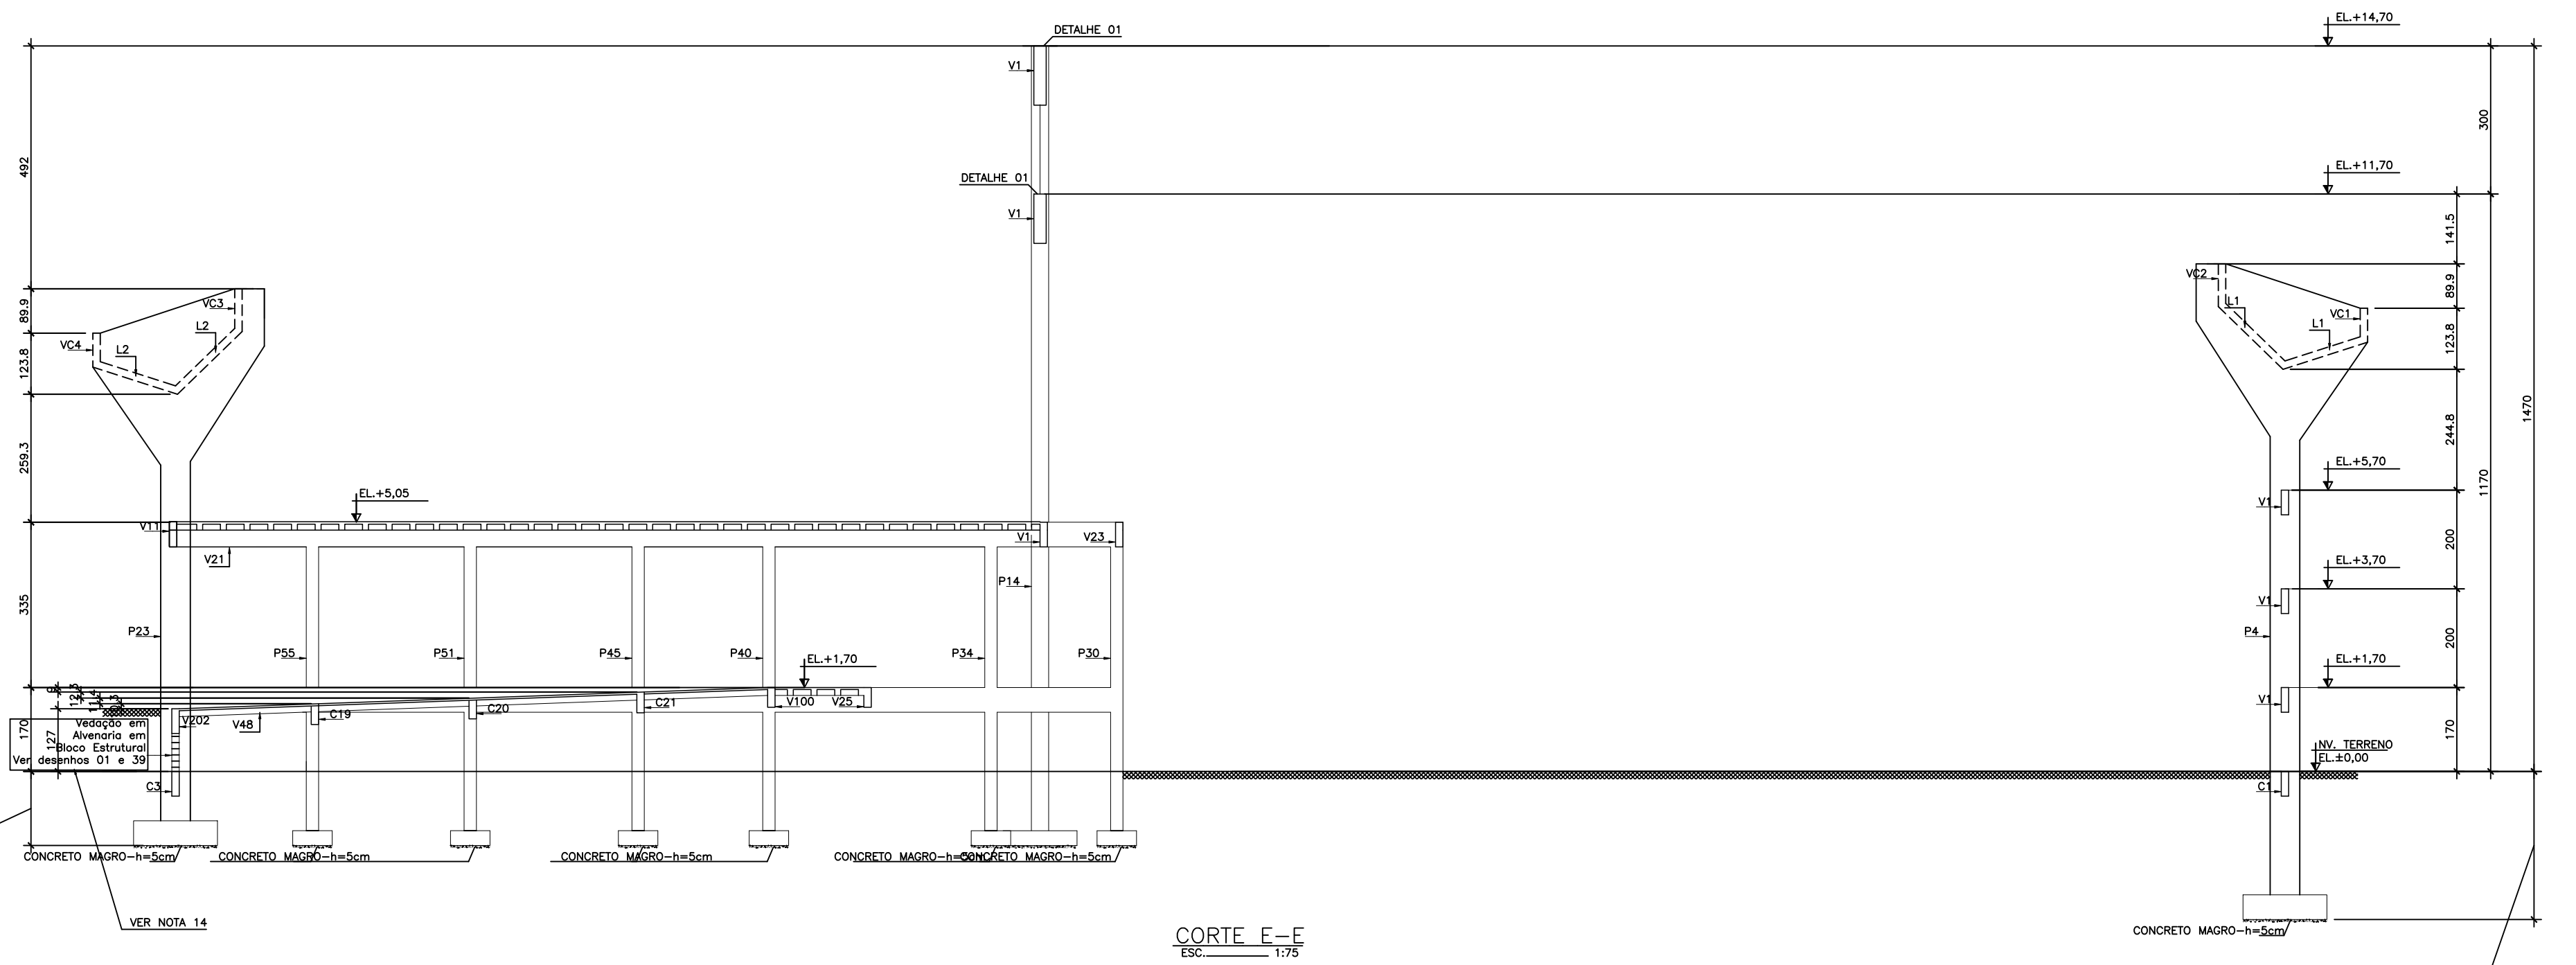 DETALHE 01
EL.+14,70
V1
492
300
DETALHE 01
EL.+11,70
V1
141.5
VC2
89.9
L1
VC1
L1
123.8
VC3
89.9
L2
VC4
L2
123.8
1470
1170
259.3
244.8
EL.+5,70
V1
EL.+5,05
V11
V21
V1
V23
200
EL.+3,70
V1
P14
335
P23
P55
P51
P45
P40
P34
P30
P4
200
EL.+1,70
EL.+1,70
V1
12.3
11.4
V100
V25
C21
C20
C19
V48
V202
170
127
170
Vedação em
Alvenaria em
Bloco Estrutural
Ver desenhos 01 e 39
NV. TERRENO
EL.±0,00
C3
C1
CONCRETO MAGRO-h=5cm
CONCRETO MAGRO-h=5cm
CONCRETO MAGRO-h=5cm
CONCRETO MAGRO-h=5cm
CONCRETO MAGRO-h=5cm
VER NOTA 14
CONCRETO MAGRO-h=5cm
CORTE E-E
ESC. 1:75